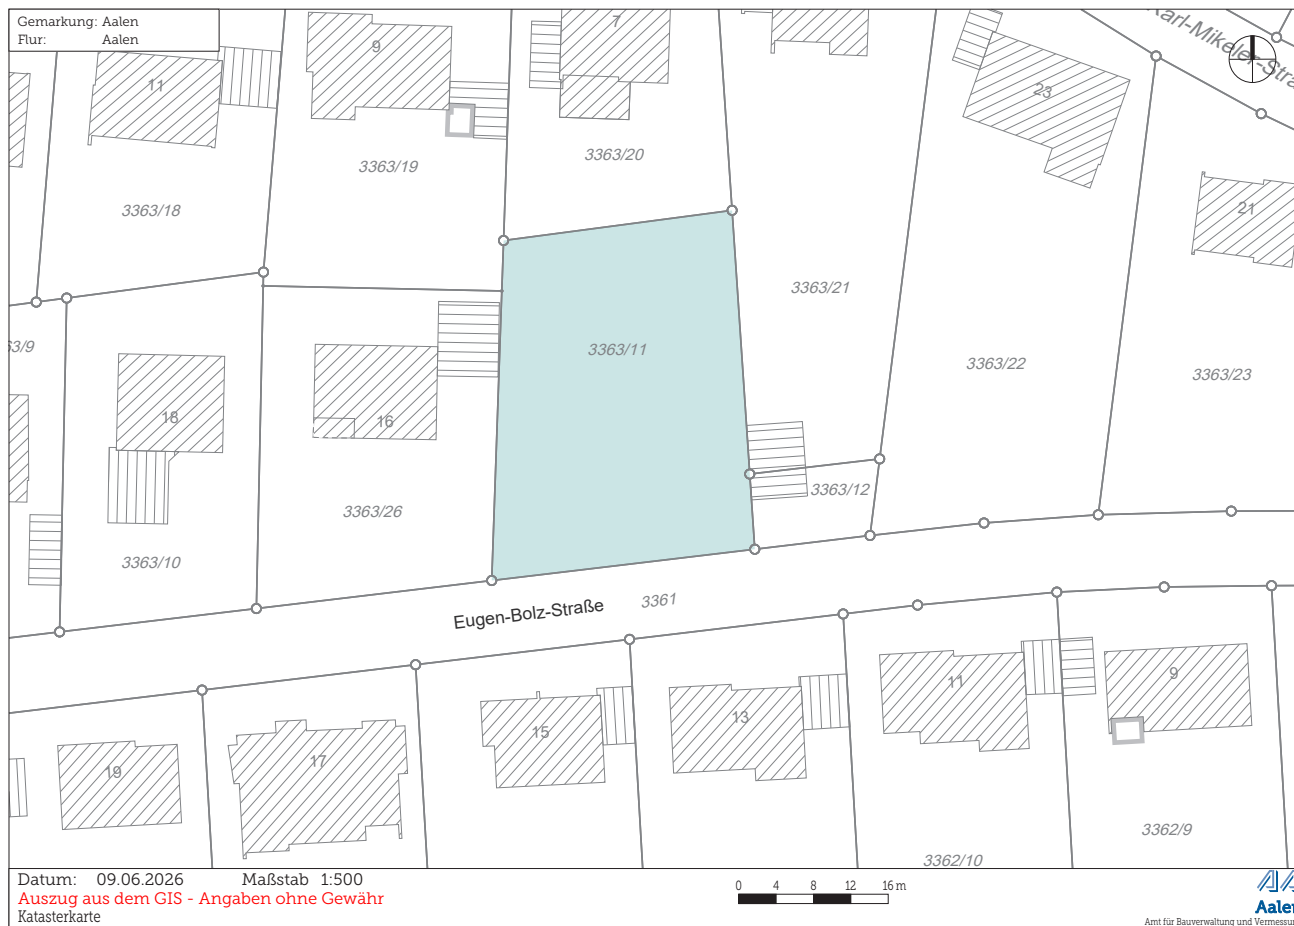 Gemarkung: Aalen
Flur: Aalen
Karl-Mikeler-Stra
11
9
7
23
21
3363/18
3363/19
3363/20
3363/21
3363/22
3363/23
63/9
3363/11
18
16
3363/10
3363/26
3363/12
Eugen-Bolz-Straße
3361
19
17
15
13
11
9
3362/10
3362/9
Datum: 09.06.2026 Maßstab 1:500
Auszug aus dem GIS - Angaben ohne Gewähr
Katasterkarte
0 4 8 12 16 m
Aalen
Amt für Bauverwaltung und Vermessun